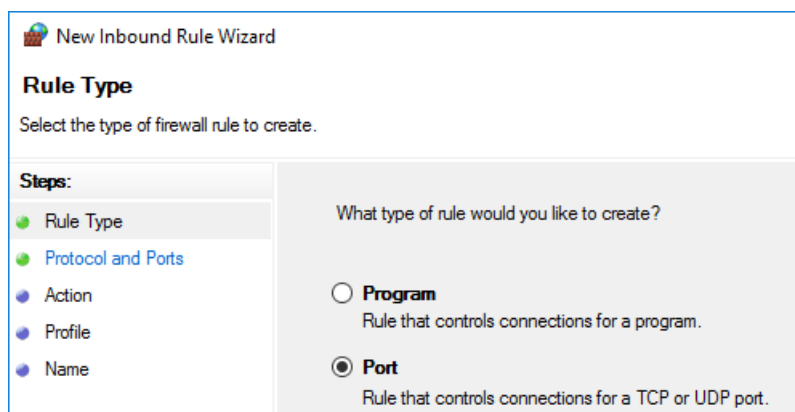 New Inbound Rule Wizard
Rule Type
Select the type of firewall rule to create.
Steps:
Rule Type
What type of rule would you like to create?
Protocol and Ports
Action
Program
Rule that controls connections for a program.
Profile
Name
Port
Rule that controls connections for a TCP or UDP port.